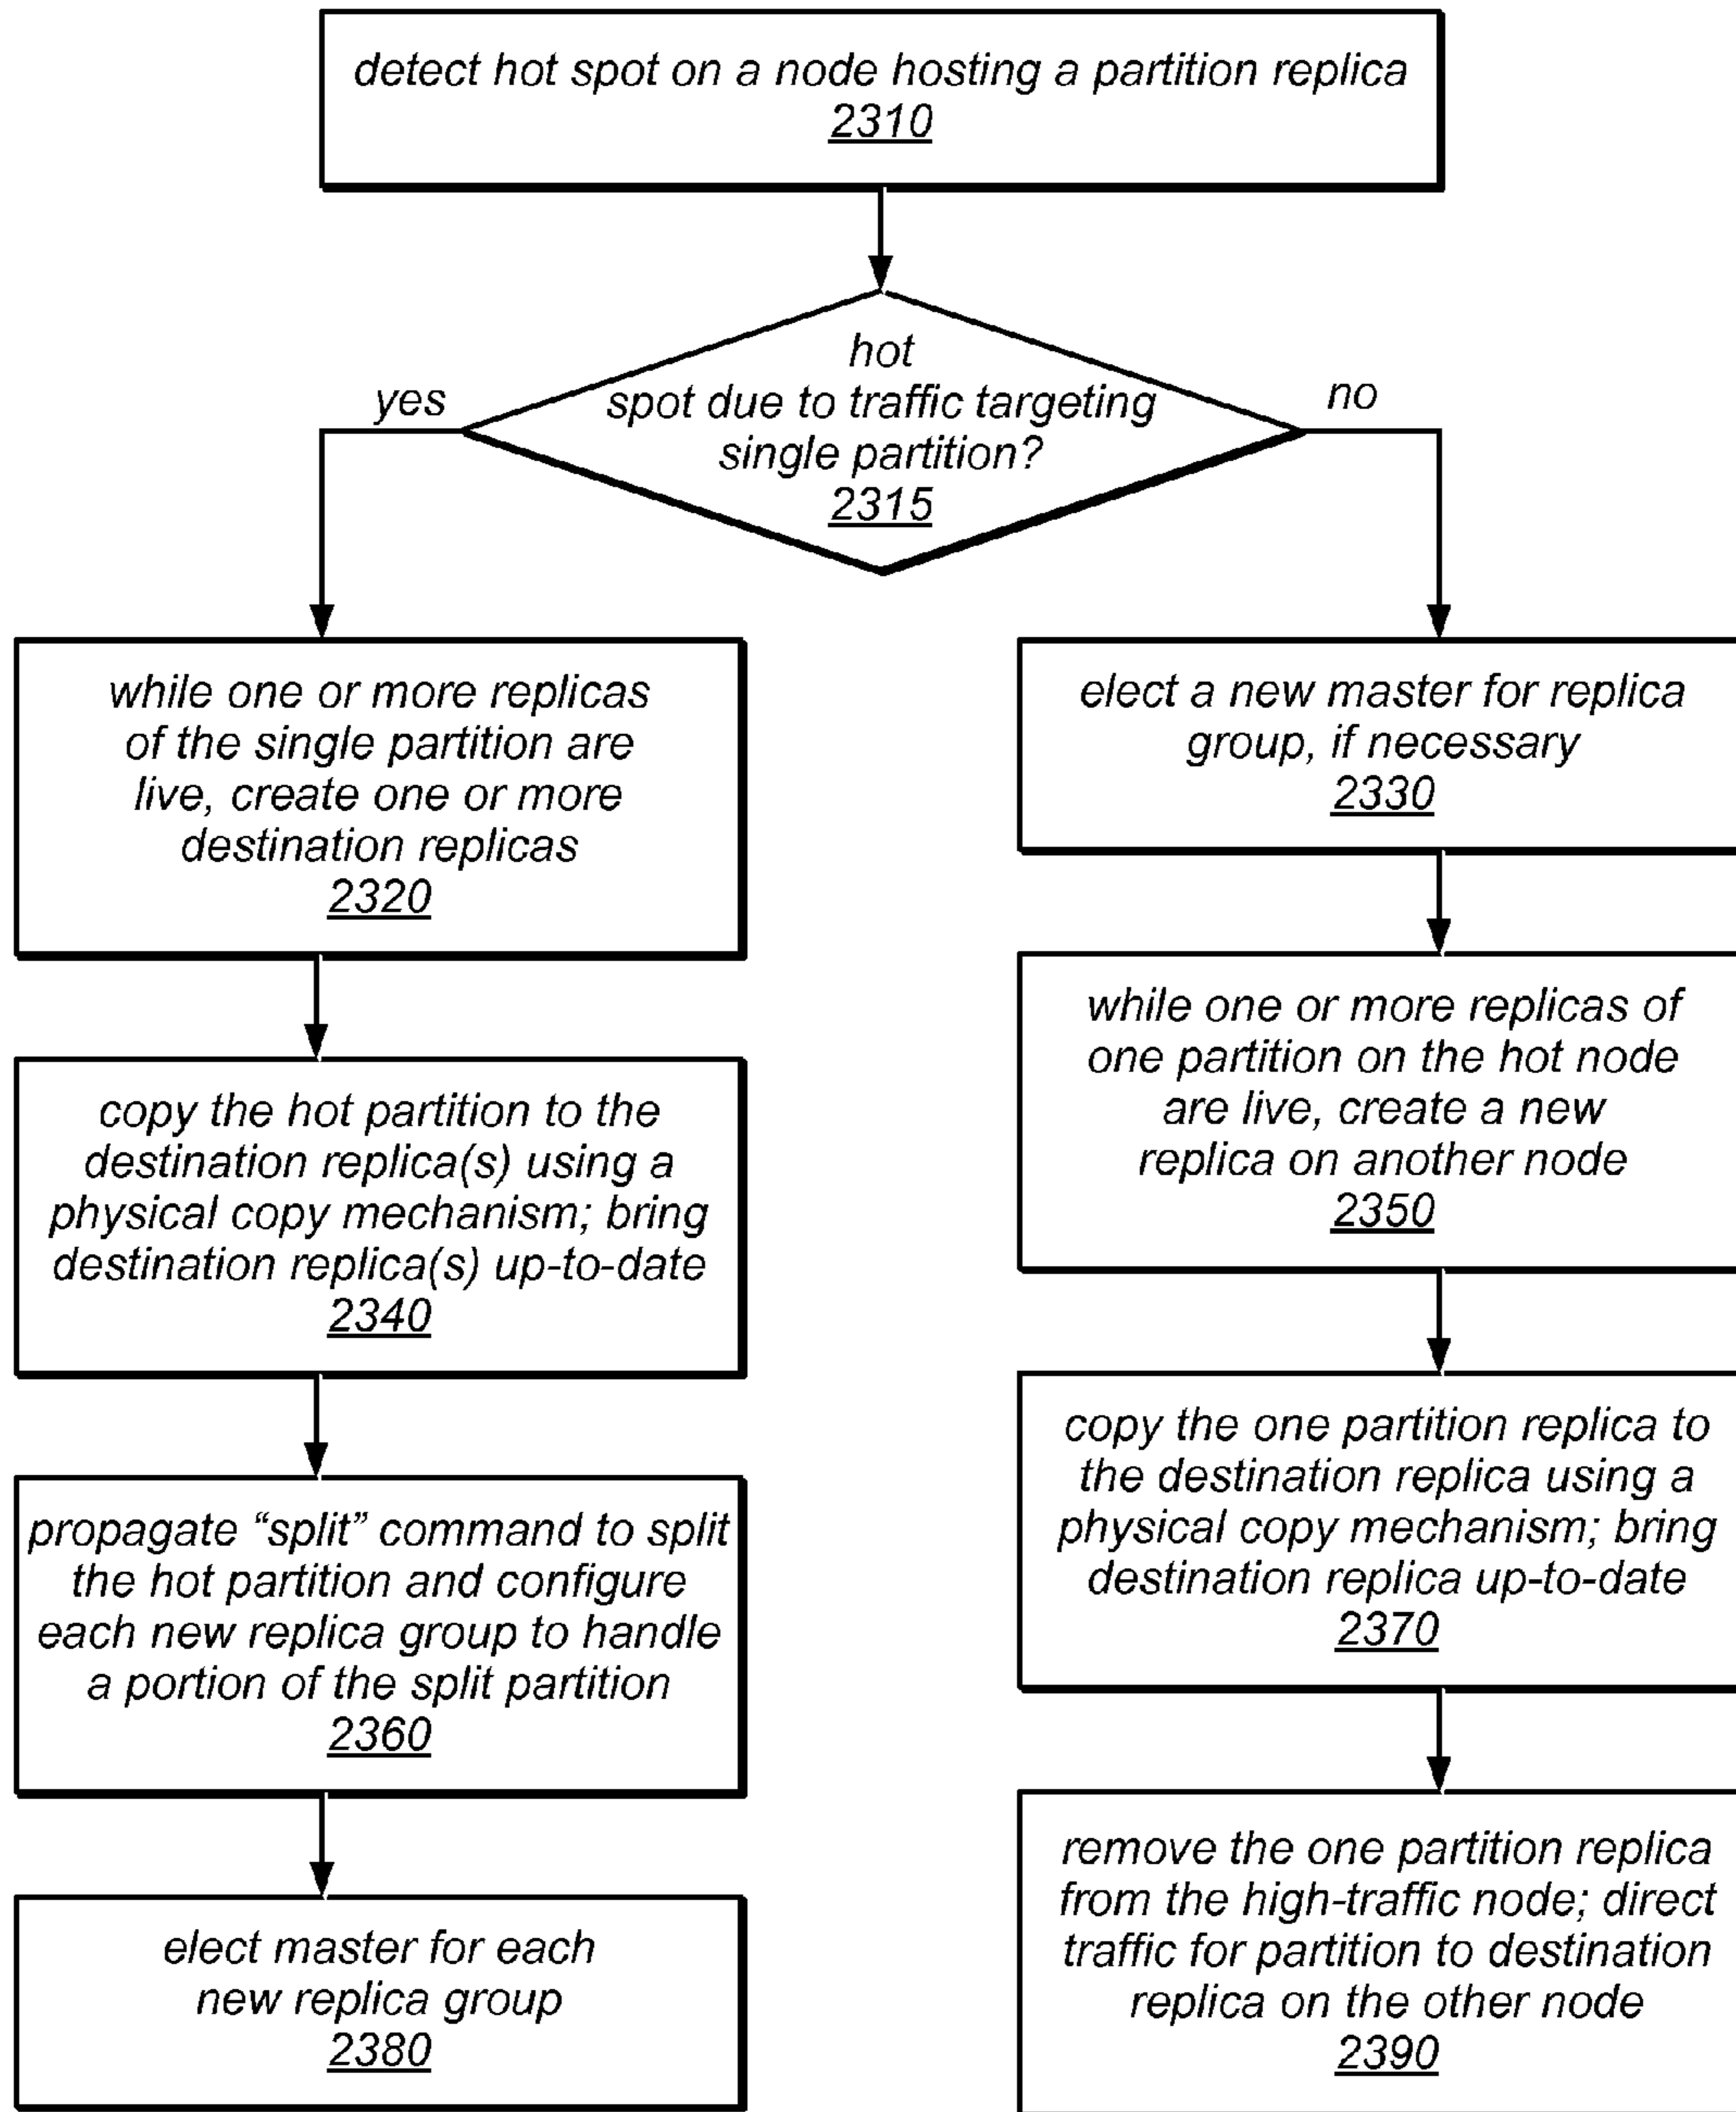 detect hot spot on a node hosting a partition replica
2310
hot
spot due to traffic targeting
single partition?
2315
yes
no
while one or more replicas
of the single partition are
live, create one or more
destination replicas
2320
copy the hot partition to the
destination replica(s) using a
physical copy mechanism; bring
destination replica(s) up-to-date
2340
propagate “split” command to split
the hot partition and configure
each new replica group to handle
a portion of the split partition
2360
elect master for each
new replica group
2380
elect a new master for replica
group, if necessary
2330
while one or more replicas of
one partition on the hot node
are live, create a new
replica on another node
2350
copy the one partition replica to
the destination replica using a
physical copy mechanism; bring
destination replica up-to-date
2370
remove the one partition replica
from the high-traffic node; direct
traffic for partition to destination
replica on the other node
2390